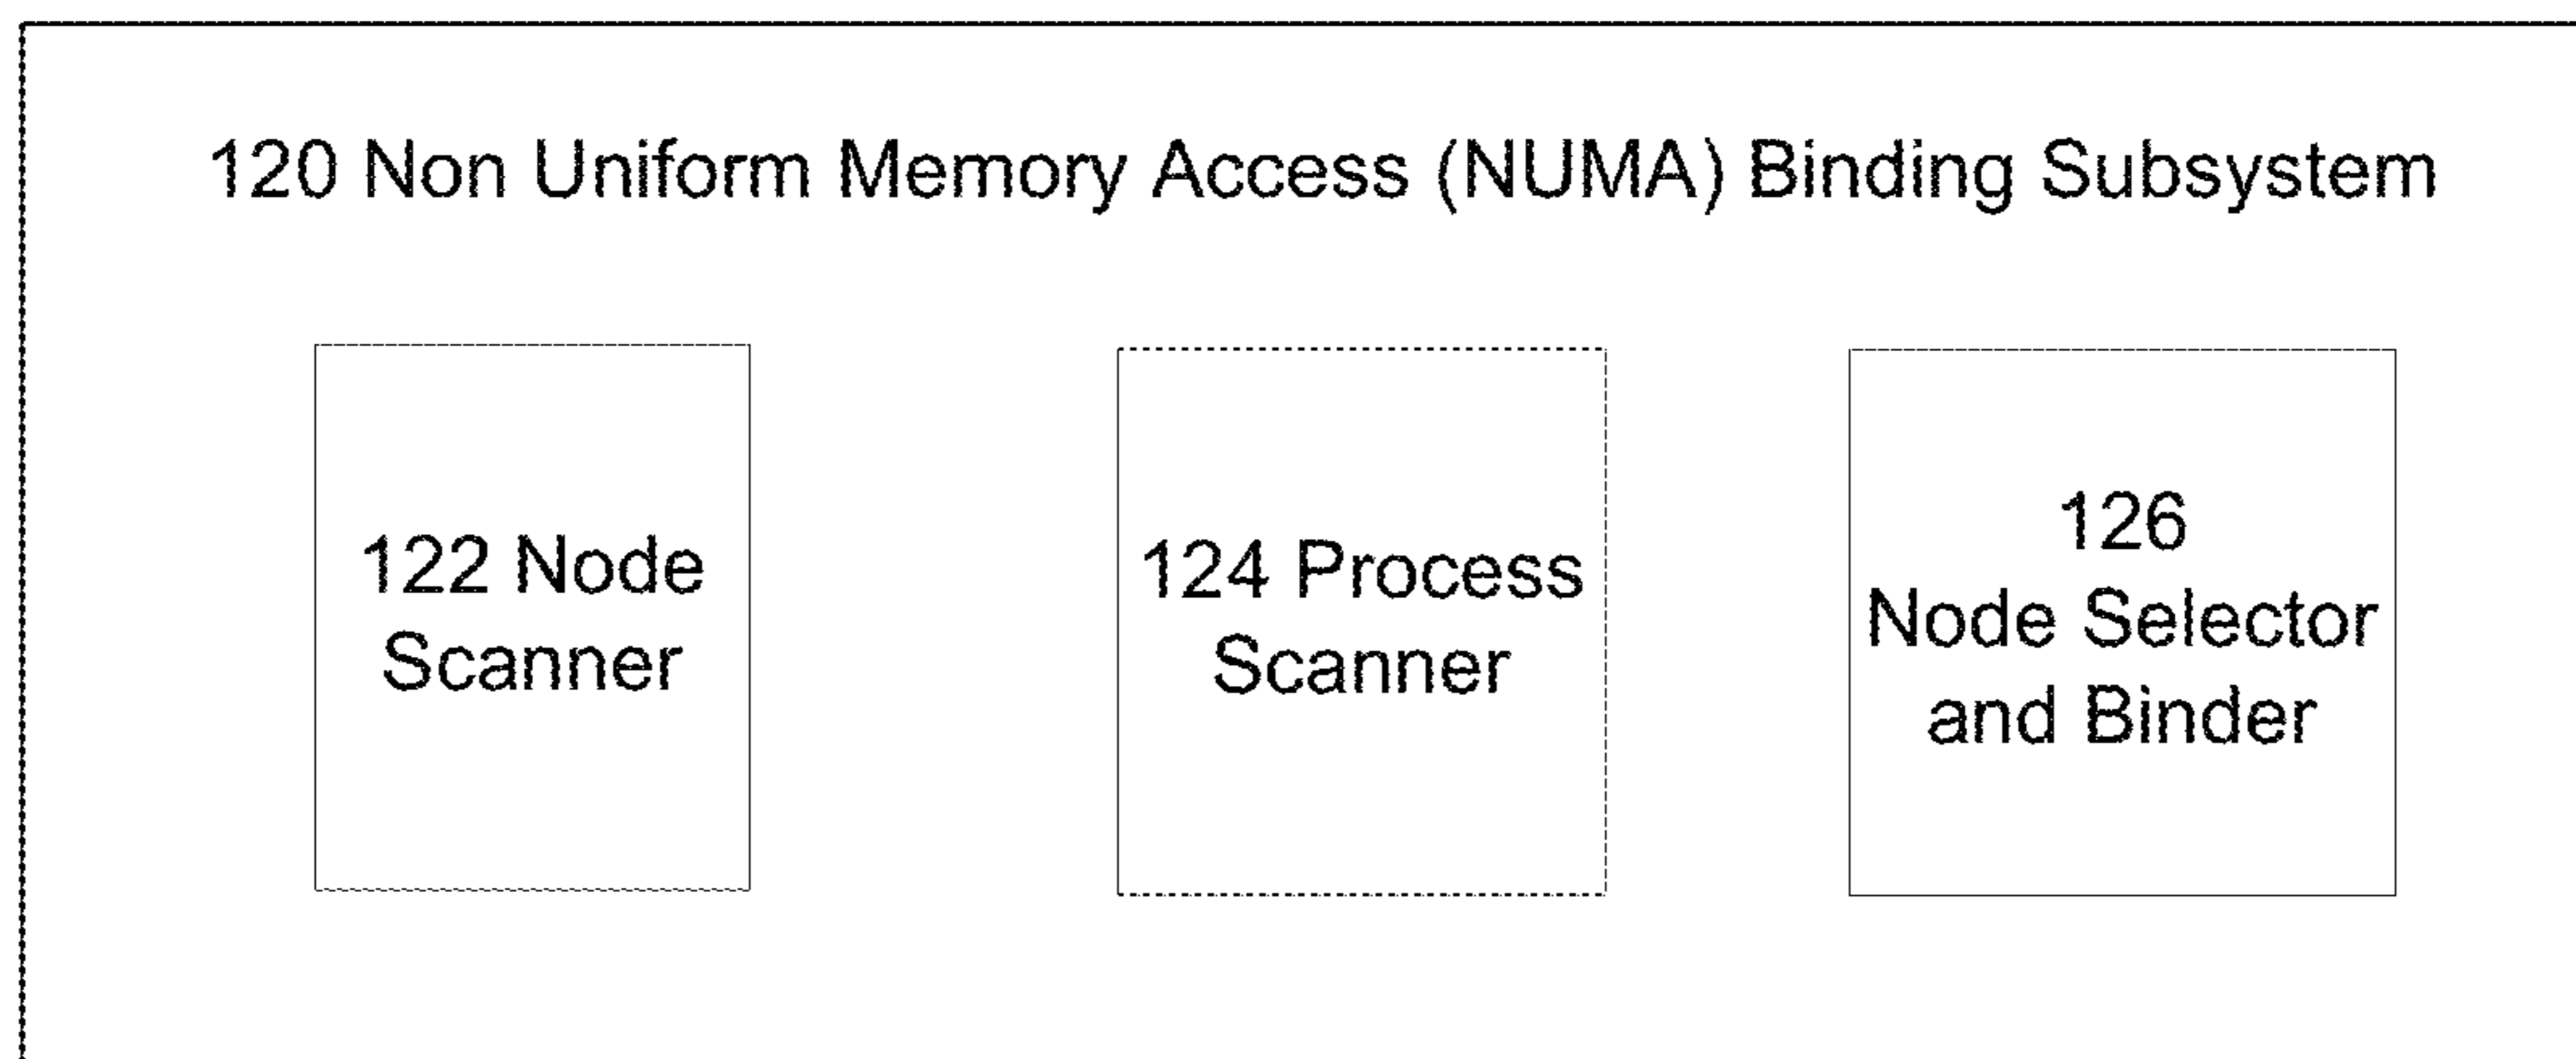 120 Non Uniform Memory Access (NUMA) Binding Subsystem
122 Node
Scanner
124 Process
Scanner
126
Node Selector
and Binder